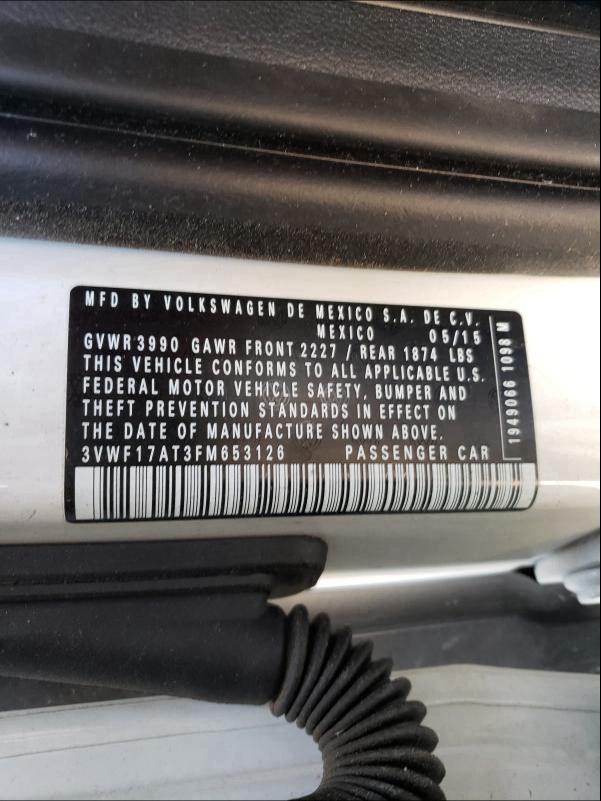 MFD BY VOLKSWAGEN DE MEXICO S.A. DE C.V.
MEXICO 05/15
GVWR 3990 GAWR FRONT 2227 / REAR 1874 LBS
THIS VEHICLE CONFORMS TO ALL APPLICABLE U.S.
FEDERAL MOTOR VEHICLE SAFETY, BUMPER AND
THEFT PREVENTION STANDARDS IN EFFECT ON
THE DATE OF MANUFACTURE SHOWN ABOVE.
3VWF17AT3FM653126 PASSENGER CAR
1949066 1098 M